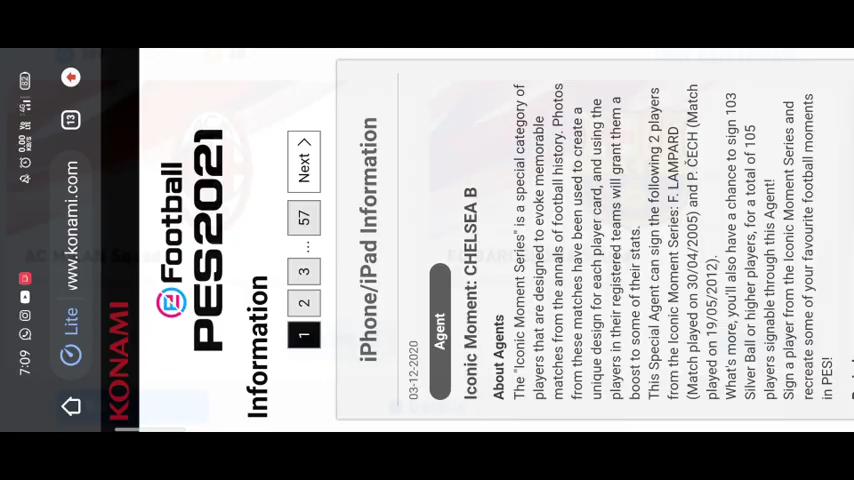 7:09
0.00 KB/S
4G
82
Lite
www.konami.com
13
KONAMI
eFootball
PES2021
Information
1 2 3 ... 57 Next >
iPhone/iPad Information
03-12-2020
Agent
Iconic Moment: CHELSEA B
About Agents
The "Iconic Moment Series" is a special category of
players that are designed to evoke memorable
matches from the annals of football history. Photos
from these matches have been used to create a
unique design for each player card, and using the
players in their registered teams will grant them a
boost to some of their stats.
This Special Agent can sign the following 2 players
from the Iconic Moment Series: F. LAMPARD
(Match played on 30/04/2005) and P. ČECH (Match
played on 19/05/2012).
What's more, you'll also have a chance to sign 103
Silver Ball or higher players, for a total of 105
players signable through this Agent!
Sign a player from the Iconic Moment Series and
recreate some of your favourite football moments
in PES!